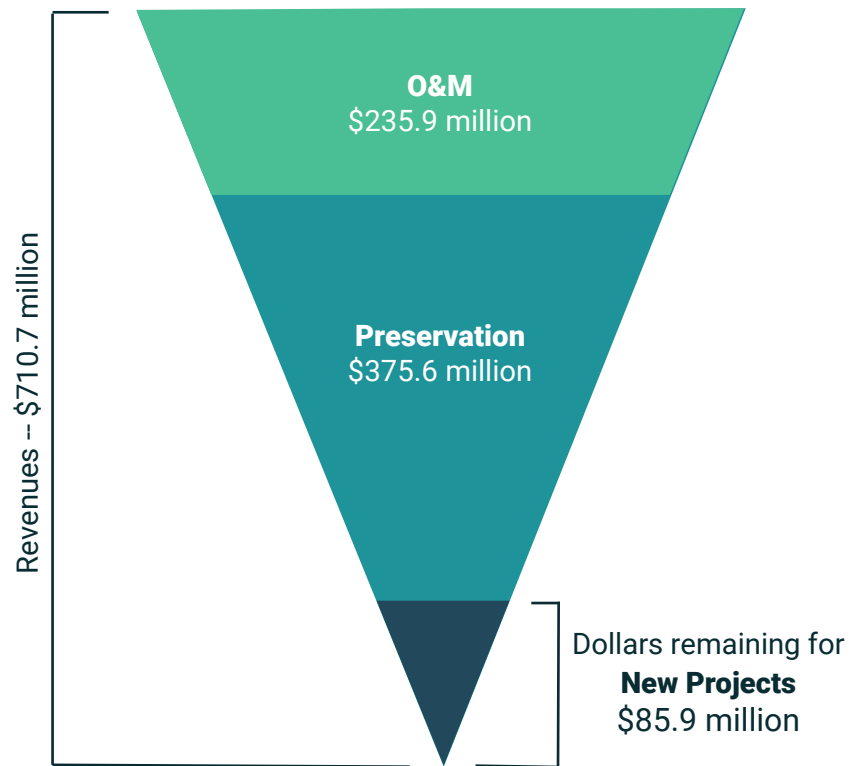 O&M
$235.9 million
Revenues -- $710.7 million
Preservation
$375.6 million
Dollars remaining for
New Projects
$85.9 million